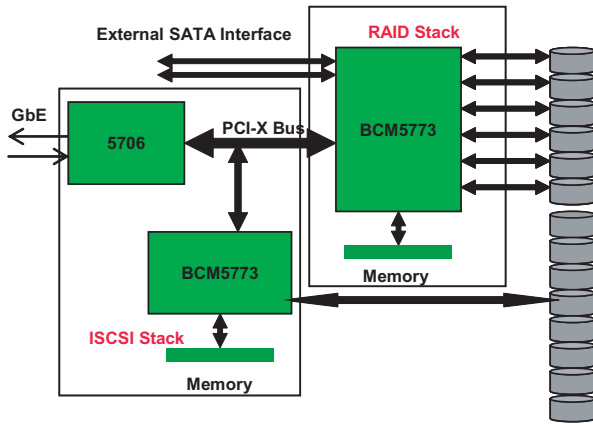 External SATA Interface
RAID Stack
GbE
5706
PCI-X Bus
BCM5773
BCM5773
Memory
ISCSI Stack
Memory